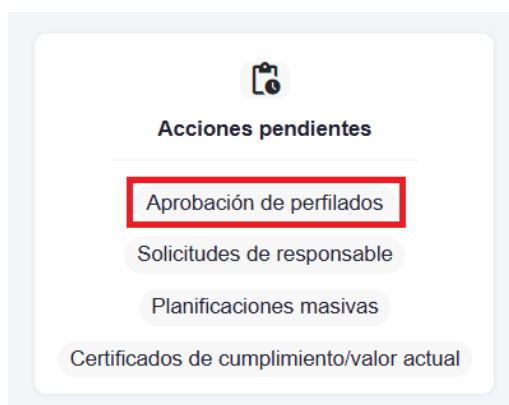 Acciones pendientes
Aprobación de perfilados
Solicitudes de responsable
Planificaciones masivas
Certificados de cumplimiento/valor actual